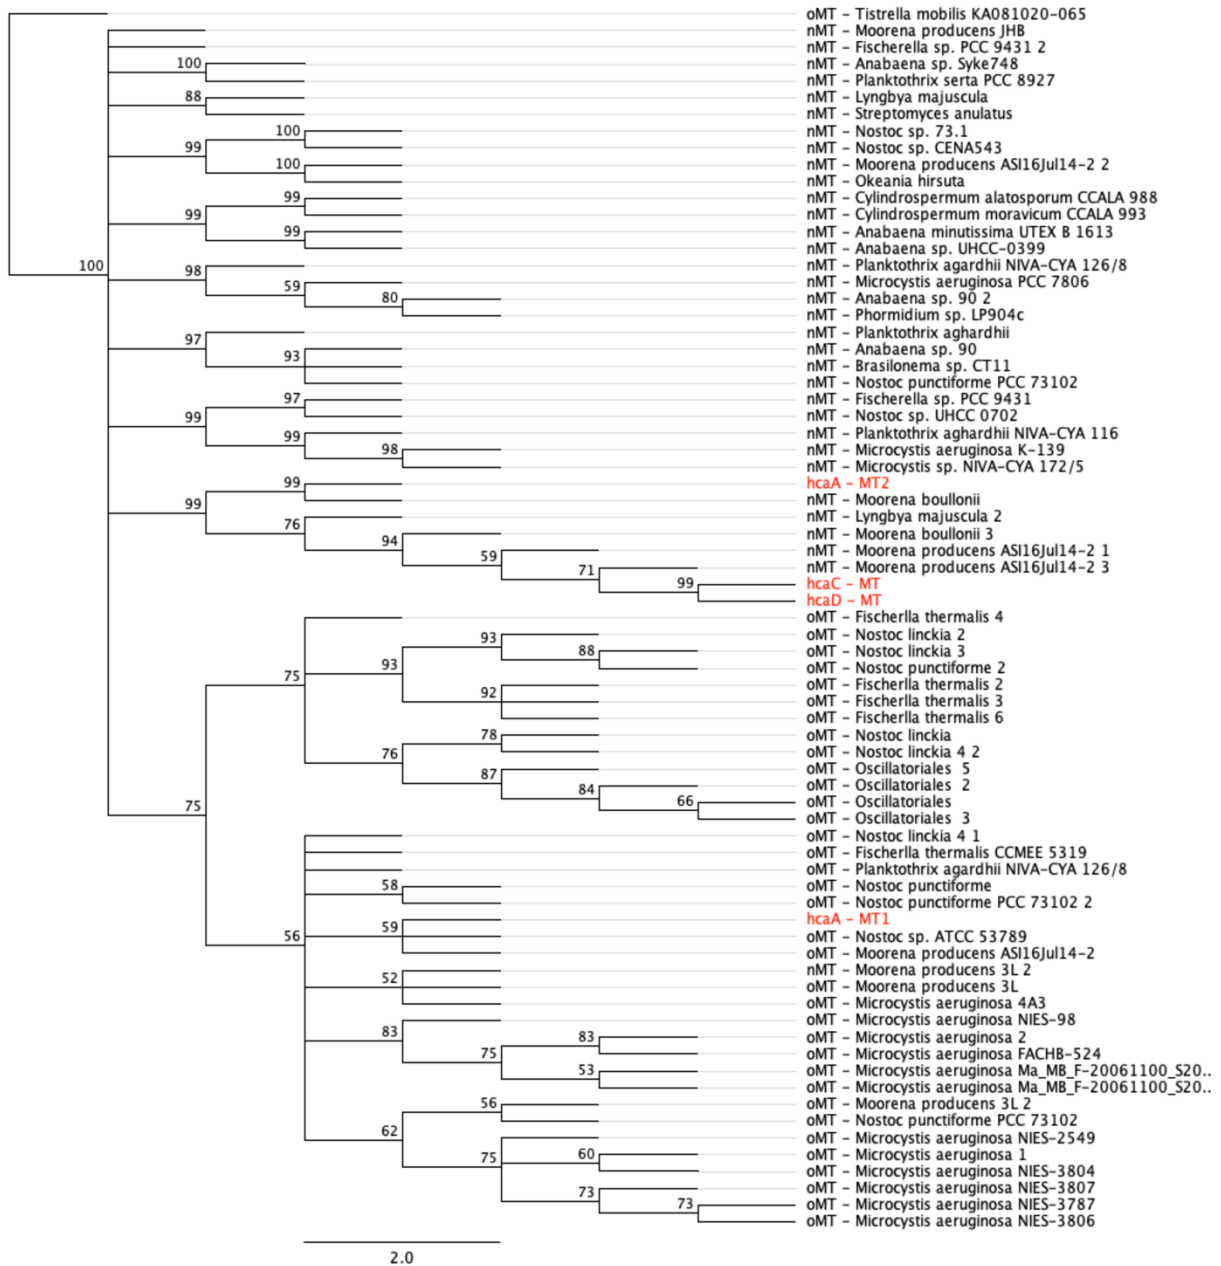 oMT – Tistrella mobilis KA081020-065
nMT – Moorena producens JHB
nMT – Fischerella sp. PCC 9431 2
100 nMT – Anabaena sp. Syke748
nMT – Planktothrix serta PCC 8927
88 nMT – Lyngbya majuscula
nMT – Streptomyces anulatus
100 nMT – Nostoc sp. 73.1
99 nMT – Nostoc sp. CENA543
100 nMT – Moorena producens ASI16Jul14-2 2
nMT – Okeania hirsuta
99 nMT – Cylindrospermum alatosporum CCALA 988
99 nMT – Cylindrospermum moravicum CCALA 993
99 nMT – Anabaena minutissima UTEX B 1613
nMT – Anabaena sp. UHCC-0399
100 98 nMT – Planktothrix agardhii NIVA-CYA 126/8
59 nMT – Microcystis aeruginosa PCC 7806
80 nMT – Anabaena sp. 90 2
nMT – Phormidium sp. LP904c
97 nMT – Planktothrix aghardhii
93 nMT – Anabaena sp. 90
nMT – Brasilonema sp. CT11
nMT – Nostoc punctiforme PCC 73102
97 nMT – Fischerella sp. PCC 9431
99 nMT – Nostoc sp. UHCC 0702
99 nMT – Planktothrix aghardhii NIVA-CYA 116
98 nMT – Microcystis aeruginosa K-139
nMT – Microcystis sp. NIVA-CYA 172/5
99 hcaA – MT2
99 nMT – Moorena boullonii
76 nMT – Lyngbya majuscula 2
94 nMT – Moorena boullonii 3
59 nMT – Moorena producens ASI16Jul14-2 1
71 nMT – Moorena producens ASI16Jul14-2 3
99 hcaC – MT
hcaD – MT
oMT – Fischerlla thermalis 4
93 oMT – Nostoc linckia 2
88 oMT – Nostoc linckia 3
75 93 oMT – Nostoc punctiforme 2
92 oMT – Fischerlla thermalis 2
oMT – Fischerlla thermalis 3
oMT – Fischerlla thermalis 6
78 oMT – Nostoc linckia
76 oMT – Nostoc linckia 4 2
87 oMT – Oscillatoriales 5
84 oMT – Oscillatoriales 2
75 66 oMT – Oscillatoriales
oMT – Oscillatoriales 3
oMT – Nostoc linckia 4 1
oMT – Fischerlla thermalis CCMEE 5319
oMT – Planktothrix agardhii NIVA-CYA 126/8
58 oMT – Nostoc punctiforme
oMT – Nostoc punctiforme PCC 73102 2
hcaA – MT1
56 59 oMT – Nostoc sp. ATCC 53789
oMT – Moorena producens ASI16Jul14-2
nMT – Moorena producens 3L 2
52 oMT – Moorena producens 3L
oMT – Microcystis aeruginosa 4A3
83 oMT – Microcystis aeruginosa NIES-98
83 oMT – Microcystis aeruginosa 2
75 oMT – Microcystis aeruginosa FACHB-524
53 oMT – Microcystis aeruginosa Ma_MB_F-20061100_S20..
oMT – Microcystis aeruginosa Ma_MB_F-20061100_S20..
56 oMT – Moorena producens 3L 2
62 oMT – Nostoc punctiforme PCC 73102
oMT – Microcystis aeruginosa NIES-2549
75 60 oMT – Microcystis aeruginosa 1
oMT – Microcystis aeruginosa NIES-3804
73 oMT – Microcystis aeruginosa NIES-3807
73 oMT – Microcystis aeruginosa NIES-3787
oMT – Microcystis aeruginosa NIES-3806
2.0